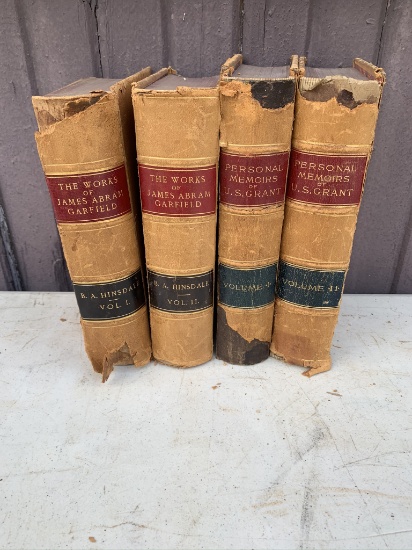 THE WORKS
OF
JAMES ABRAM
GARFIELD
B. A. HINSDALE
VOL. I.
THE WORKS
OF
JAMES ABRAM
GARFIELD
B. A. HINSDALE
VOL. II.
PERSONAL
MEMOIRS
OF
U. S. GRANT
VOLUME
PERSONAL
MEMOIRS
OF
U. S. GRANT
VOLUME II